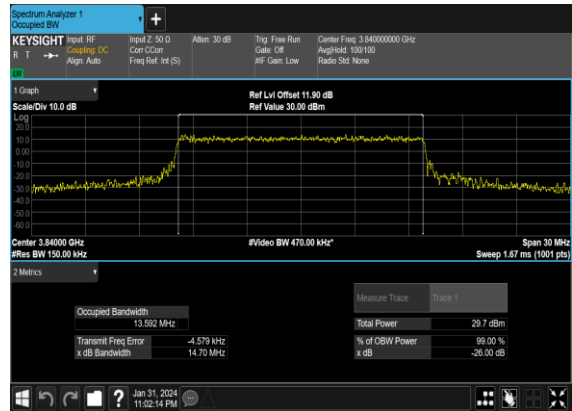 Spectrum Analyzer 1
Occupied BW
+
KEYSIGHT Input: RF Input Z: 50 Ω Atten: 30 dB Trig: Free Run Center Freq: 3.840000000 GHz
R T Coupling: DC Corr CCorr Gate: Off Avg|Hold: 100/100
Align: Auto Freq Ref: Int (S) #IF Gain: Low Radio Std: None
1 Graph
Ref Lvl Offset 11.90 dB
Scale/Div 10.0 dB Ref Value 30.00 dBm
Log
20.0
10.0
0.00
-10.0
-20.0
-30.0
-40.0
-50.0
-60.0
Center 3.84000 GHz #Video BW 470.00 kHz* Span 30 MHz
#Res BW 150.00 kHz Sweep 1.67 ms (1001 pts)
2 Metrics
Measure Trace Trace 1
Occupied Bandwidth
13.592 MHz Total Power 29.7 dBm
Transmit Freq Error -4.579 kHz % of OBW Power 99.00 %
x dB Bandwidth 14.70 MHz x dB -26.00 dB
? Jan 31, 2024
11:02:14 PM